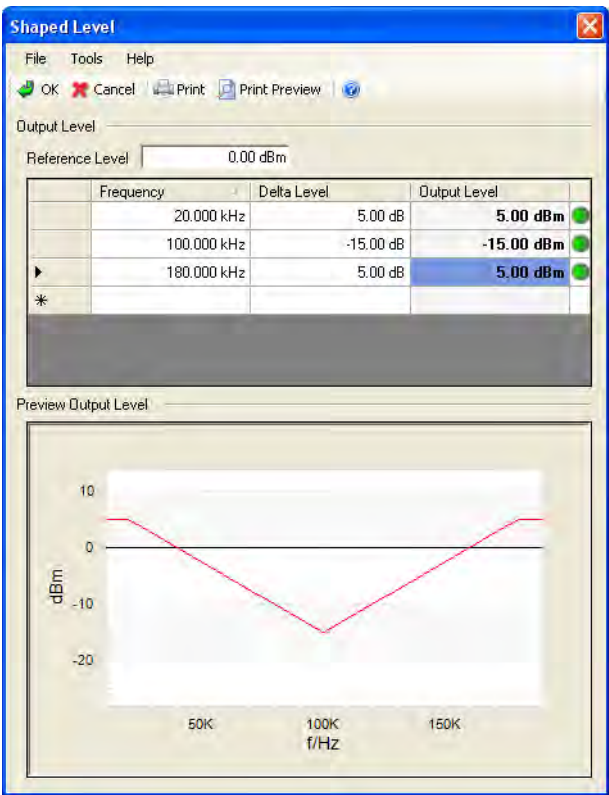 Shaped Level
File Tools Help
OK Cancel Print Print Preview
Output Level
Reference Level 0.00 dBm
Frequency Delta Level Output Level
20.000 kHz 5.00 dB 5.00 dBm
100.000 kHz -15.00 dB -15.00 dBm
180.000 kHz 5.00 dB 5.00 dBm
Preview Output Level
10
0
-10
-20
dBm
50K 100K 150K
f/Hz